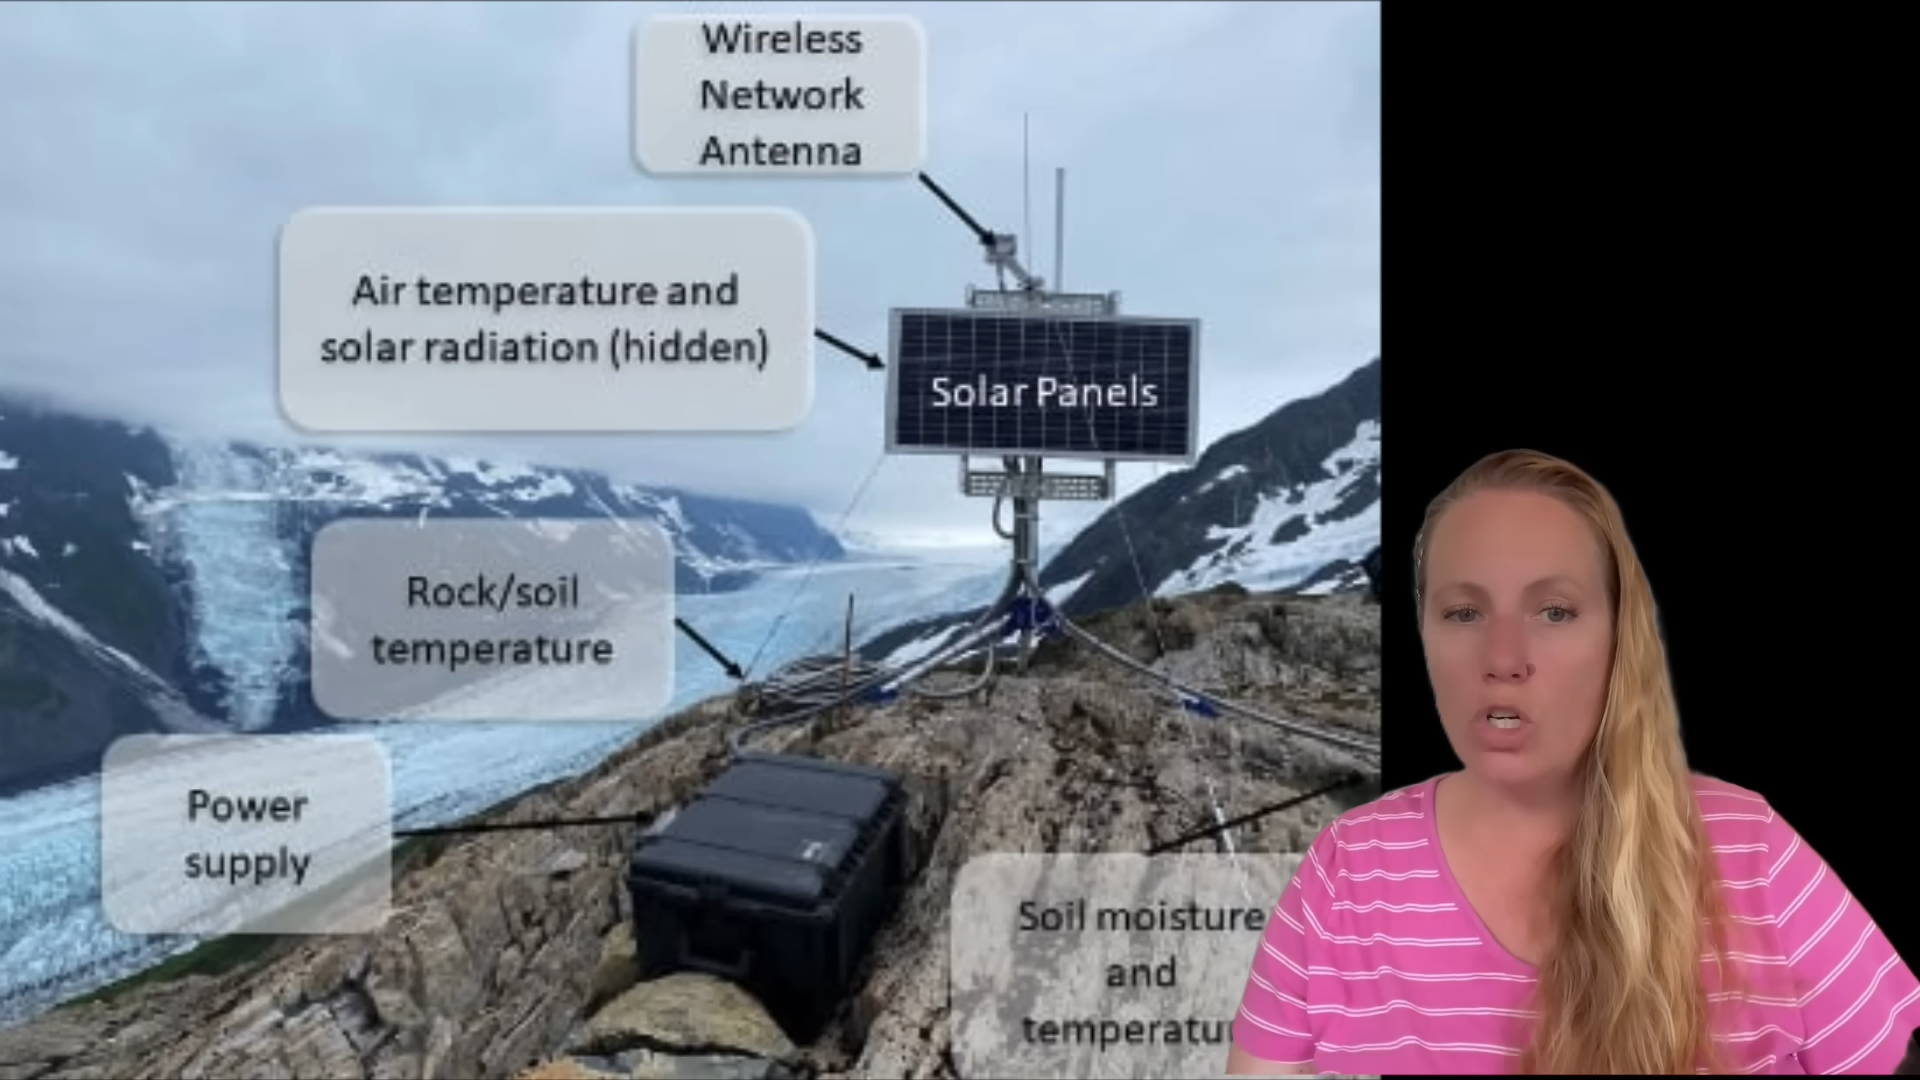 Wireless
Network
Antenna
Air temperature and
solar radiation (hidden)
Solar Panels
Rock/soil
temperature
Power
supply
Soil moisture
and